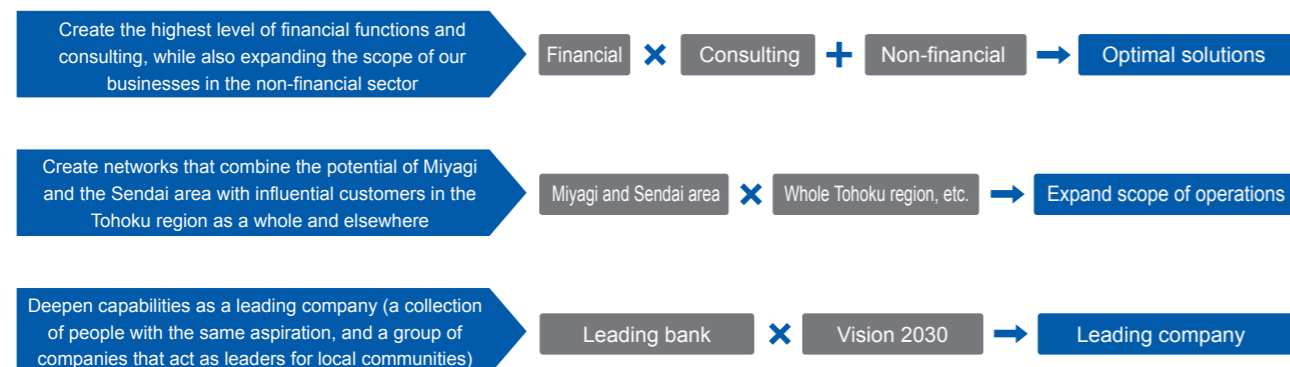 Create the highest level of financial functions and
consulting, while also expanding the scope of our
businesses in the non-financial sector
Financial × Consulting + Non-financial → Optimal solutions
Create networks that combine the potential of Miyagi
and the Sendai area with influential customers in the
Tohoku region as a whole and elsewhere
Miyagi and Sendai area × Whole Tohoku region, etc. → Expand scope of operations
Deepen capabilities as a leading company (a collection
of people with the same aspiration, and a group of
companies that act as leaders for local communities)
Leading bank × Vision 2030 → Leading company